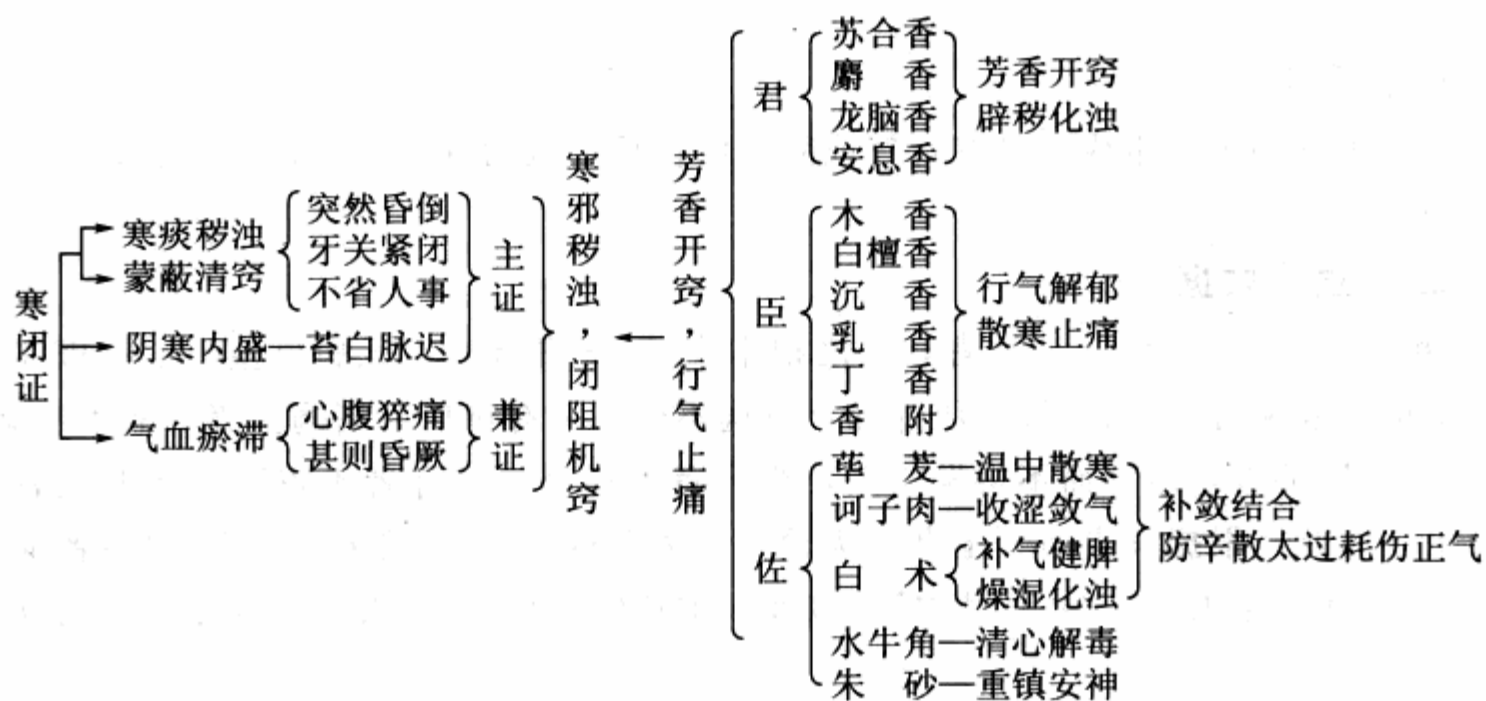 寒闭证
寒痰秽浊
蒙蔽清窍
突然昏倒
牙关紧闭
不省人事
阴寒内盛—苔白脉迟
主证
气血瘀滞
心腹猝痛
甚则昏厥
兼证
寒邪秽浊，闭阻机窍
芳香开窍，行气止痛
君
苏合香
麝香
龙脑香
安息香
芳香开窍
辟秽化浊
臣
木香
白檀香
沉香
乳香
丁香
香附
行气解郁
散寒止痛
佐
荜茇—温中散寒
诃子肉—收涩敛气
白术
补气健脾
燥湿化浊
补敛结合
防辛散太过耗伤正气
水牛角—清心解毒
朱砂—重镇安神